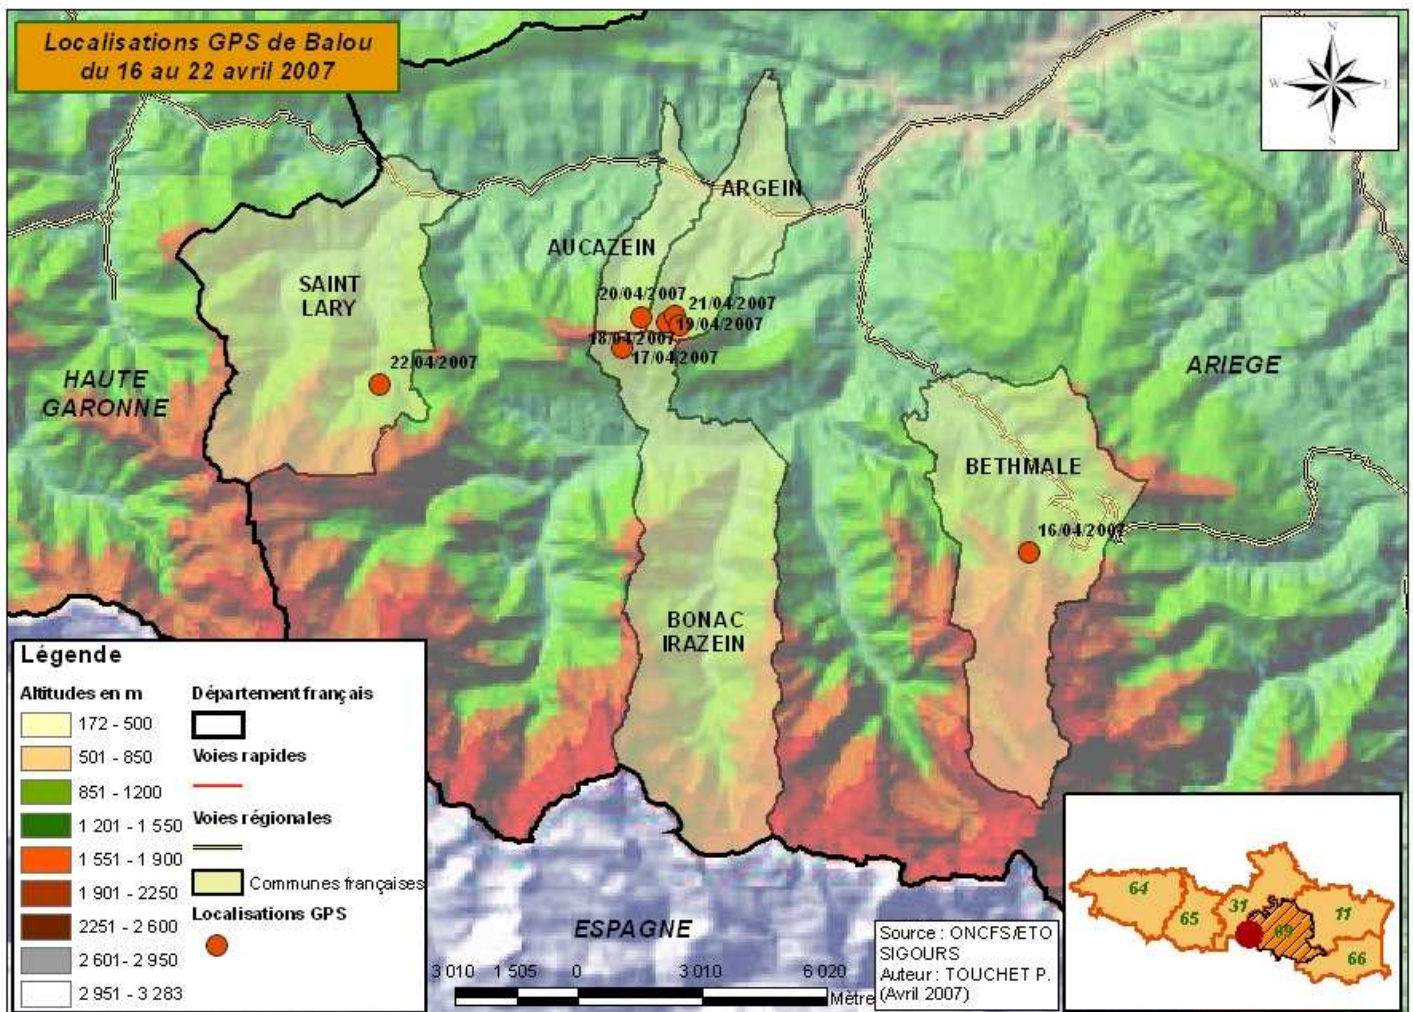 Localisations GPS de Balou
du 16 au 22 avril 2007
N
W
E
S
ARGEIN
AUCAZEIN
SAINT
LARY
20/04/2007
21/04/2007
19/04/2007
18/04/2007
17/04/2007
22/04/2007
HAUTE
GARONNE
ARIEGE
BETHMALE
16/04/2007
BONAC
IRAZEIN
ESPAGNE
Légende
Altitudes en m
172 - 500
501 - 850
851 - 1200
1 201 - 1 550
1 551 - 1 900
1 901 - 2250
2251 - 2 600
2 601 - 2 950
2 951 - 3 283
Département français
Voies rapides
Voies régionales
Communes françaises
Localisations GPS
3 010 1 505 0 3 010 6 020
Mètre
Source : ONCFS/ETO
SIGOURS
Auteur : TOUCHET P.
(Avril 2007)
64
65
31
09
11
66